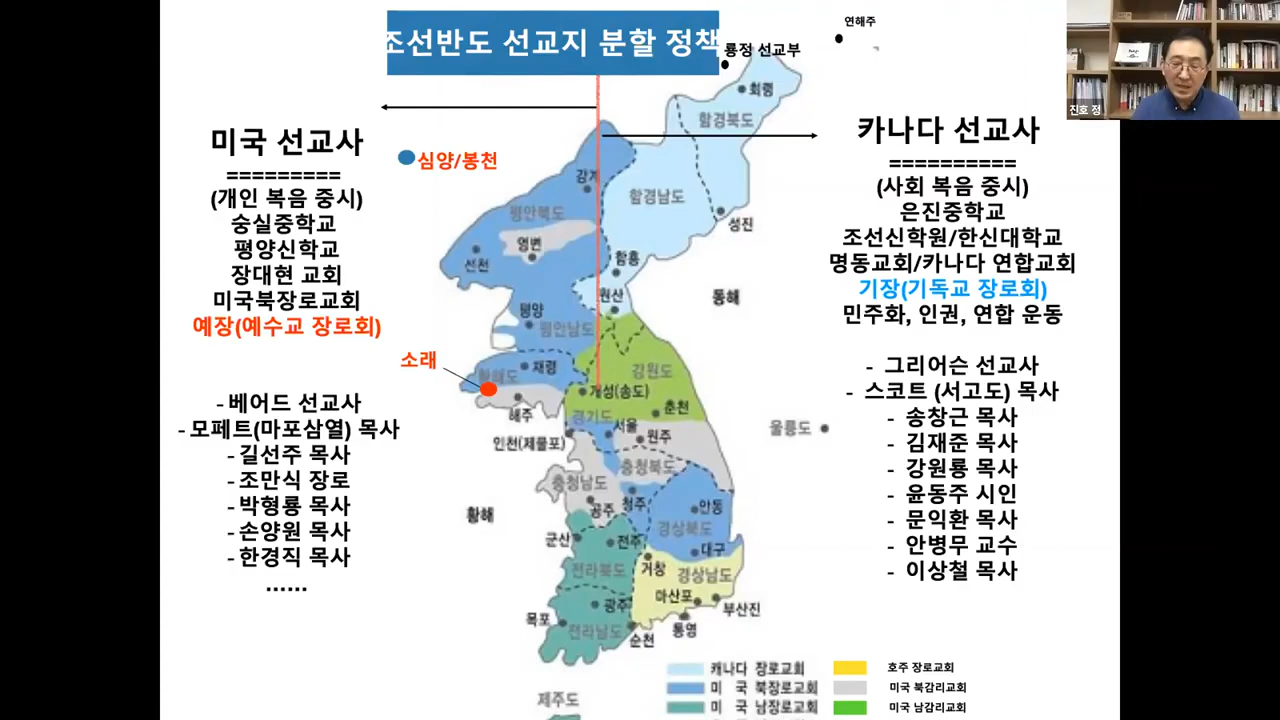 조선반도 선교지 분할 정책
연해주
룡정 선교부
진호 정
미국 선교사
=========
(개인 복음 중시)
숭실중학교
평양신학교
장대현 교회
미국북장로교회
예장(예수교 장로회)
- 베어드 선교사
- 모페트(마포삼열) 목사
- 길선주 목사
- 조만식 장로
- 박형룡 목사
- 손양원 목사
- 한경직 목사
......
심양/봉천
소래
회령
함경북도
강계
함경남도
성진
평안북도
영변
선천
함흥
원산
동해
평양
평안남도
재령
황해도
강원도
개성(송도)
해주
춘천
경기도
서울
인천(제물포)
원주
울릉도
충청북도
충청남도
청주
안동
공주
황해
경상북도
군산
전주
대구
거창
전라북도
경상남도
마산포
광주
부산진
목포
통영
전라남도
순천
제주도
카나다 선교사
==========
(사회 복음 중시)
은진중학교
조선신학원/한신대학교
명동교회/카나다 연합교회
기장(기독교 장로회)
민주화, 인권, 연합 운동
- 그리어슨 선교사
- 스코트 (서고도) 목사
- 송창근 목사
- 김재준 목사
- 강원룡 목사
- 윤동주 시인
- 문익환 목사
- 안병무 교수
- 이상철 목사
캐나다 장로교회
미 국 북장로교회
미 국 남장로교회
호주 장로교회
미국 북감리교회
미국 남감리교회